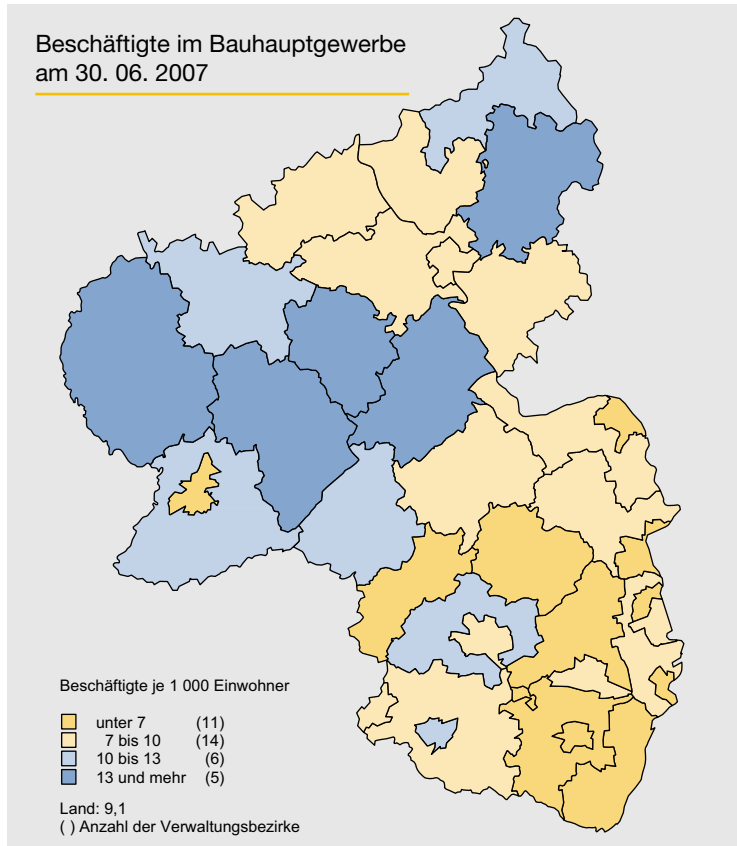 Beschäftigte im Bauhauptgewerbe
am 30. 06. 2007
Beschäftigte je 1 000 Einwohner
unter 7 (11)
7 bis 10 (14)
10 bis 13 (6)
13 und mehr (5)
Land: 9,1
( ) Anzahl der Verwaltungsbezirke